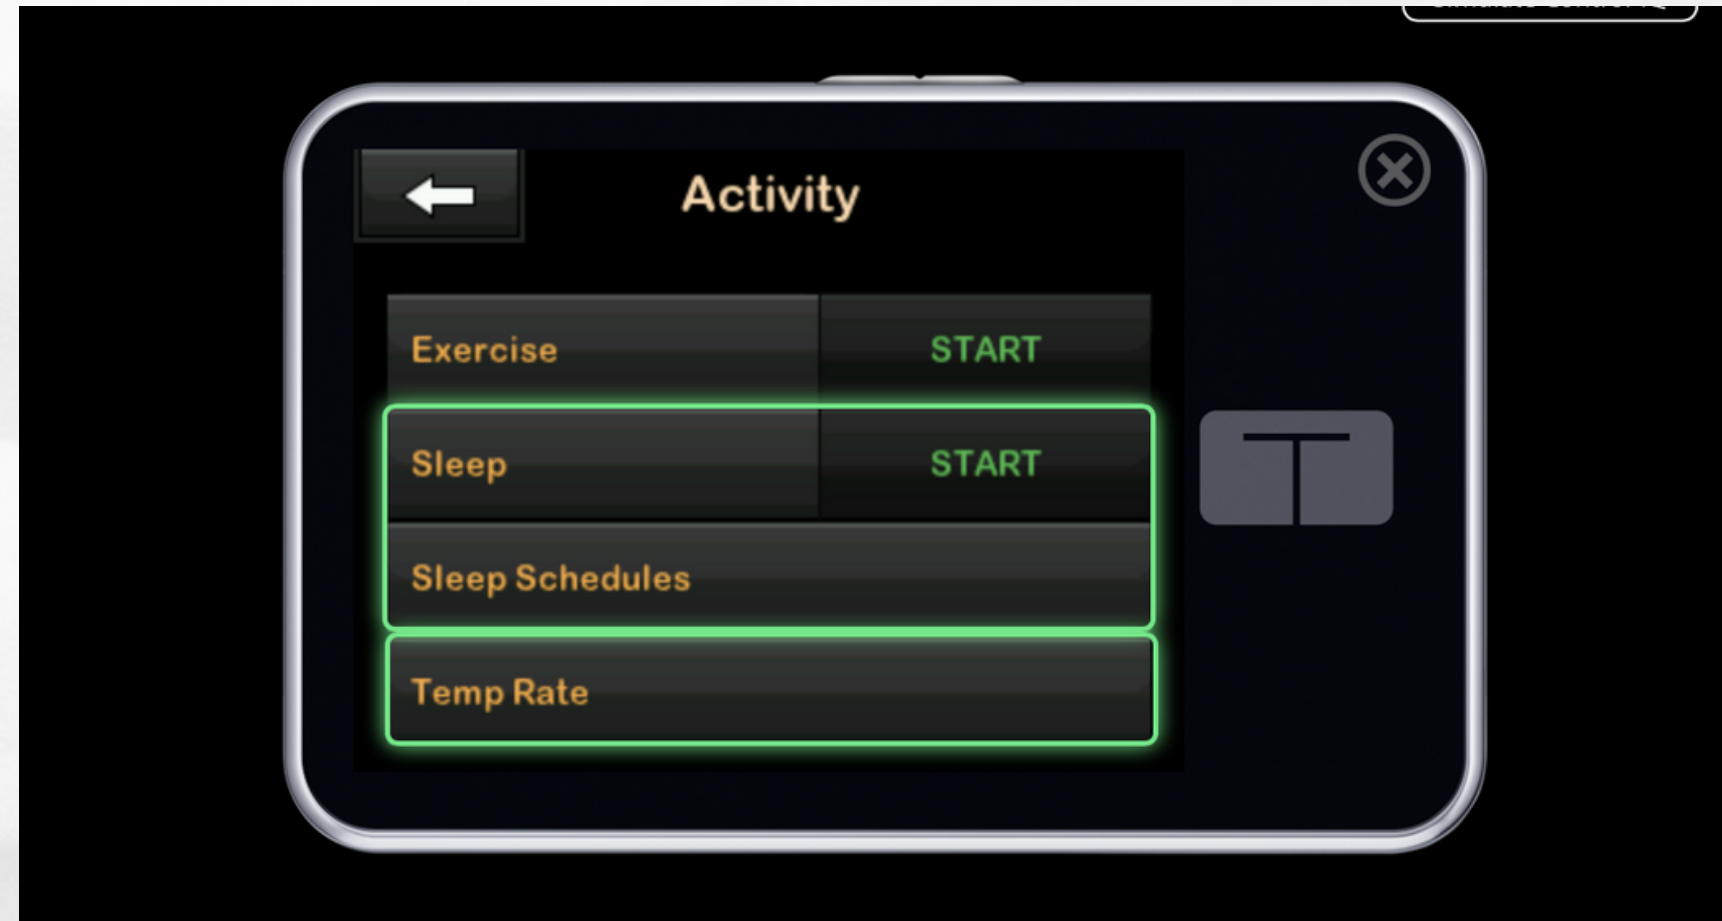 Activity
Exercise START
Sleep START
Sleep Schedules
Temp Rate